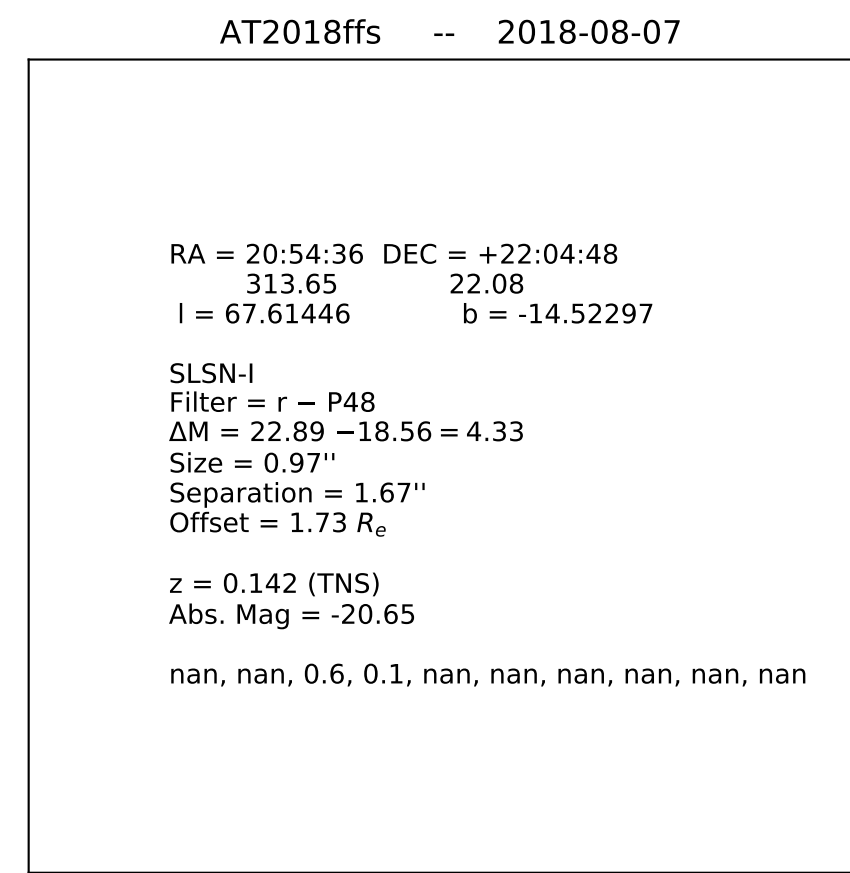 AT2018ffs -- 2018-08-07
RA = 20:54:36 DEC = +22:04:48
313.65 22.08
l = 67.61446 b = -14.52297
SLSN-I
Filter = r − P48
ΔM = 22.89 −18.56 = 4.33
Size = 0.97''
Separation = 1.67''
Offset = 1.73 Re
z = 0.142 (TNS)
Abs. Mag = -20.65
nan, nan, 0.6, 0.1, nan, nan, nan, nan, nan, nan